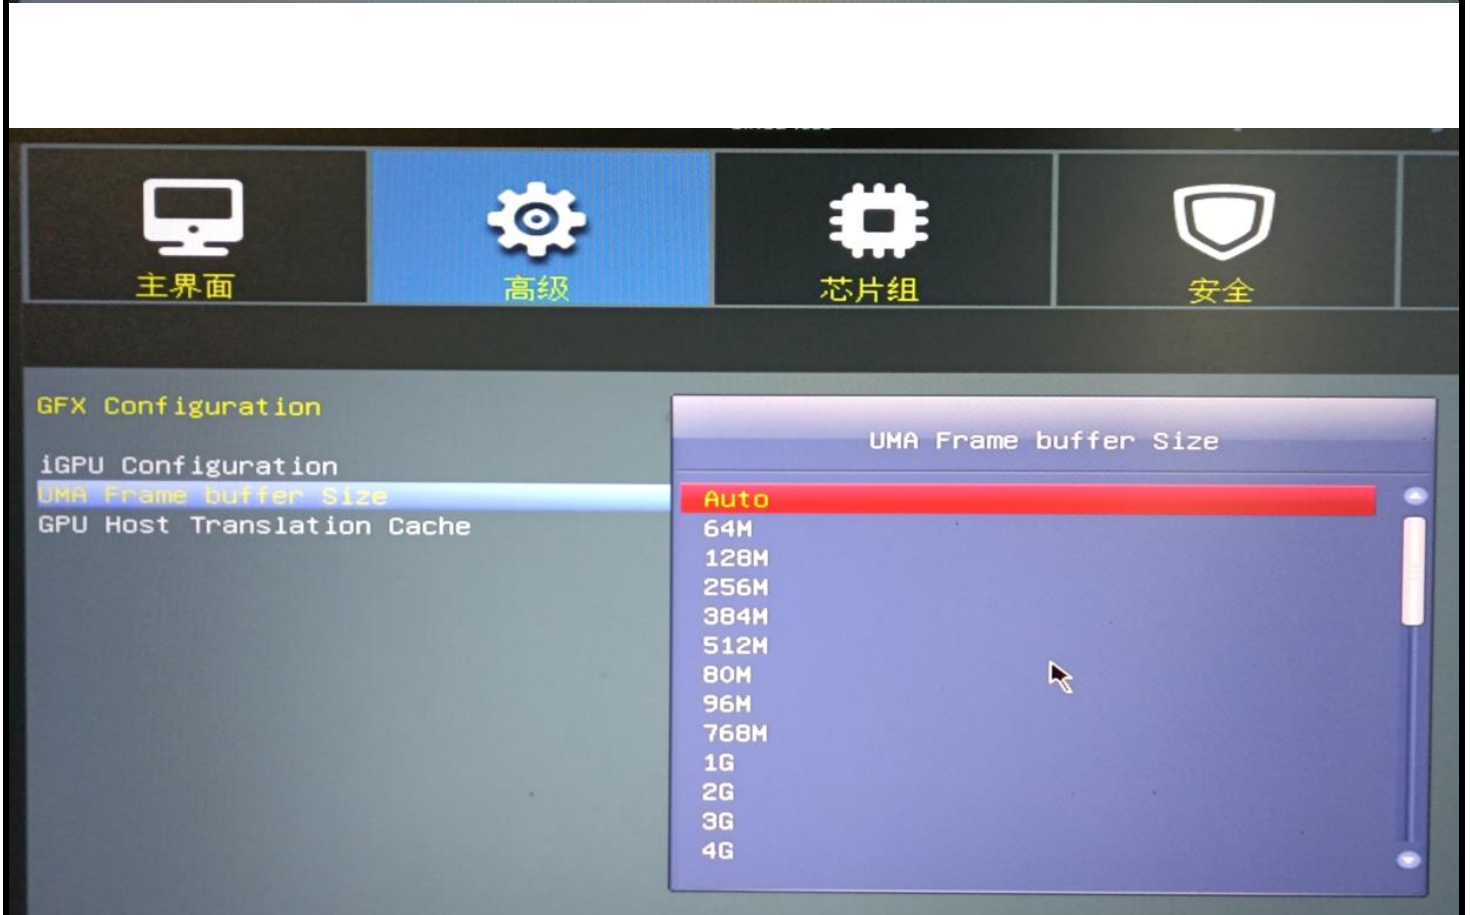 主界面
高级
芯片组
安全
GFX Configuration
iGPU Configuration
UMA Frame buffer Size
GPU Host Translation Cache
UMA Frame buffer Size
Auto
64M
128M
256M
384M
512M
80M
96M
768M
1G
2G
3G
4G